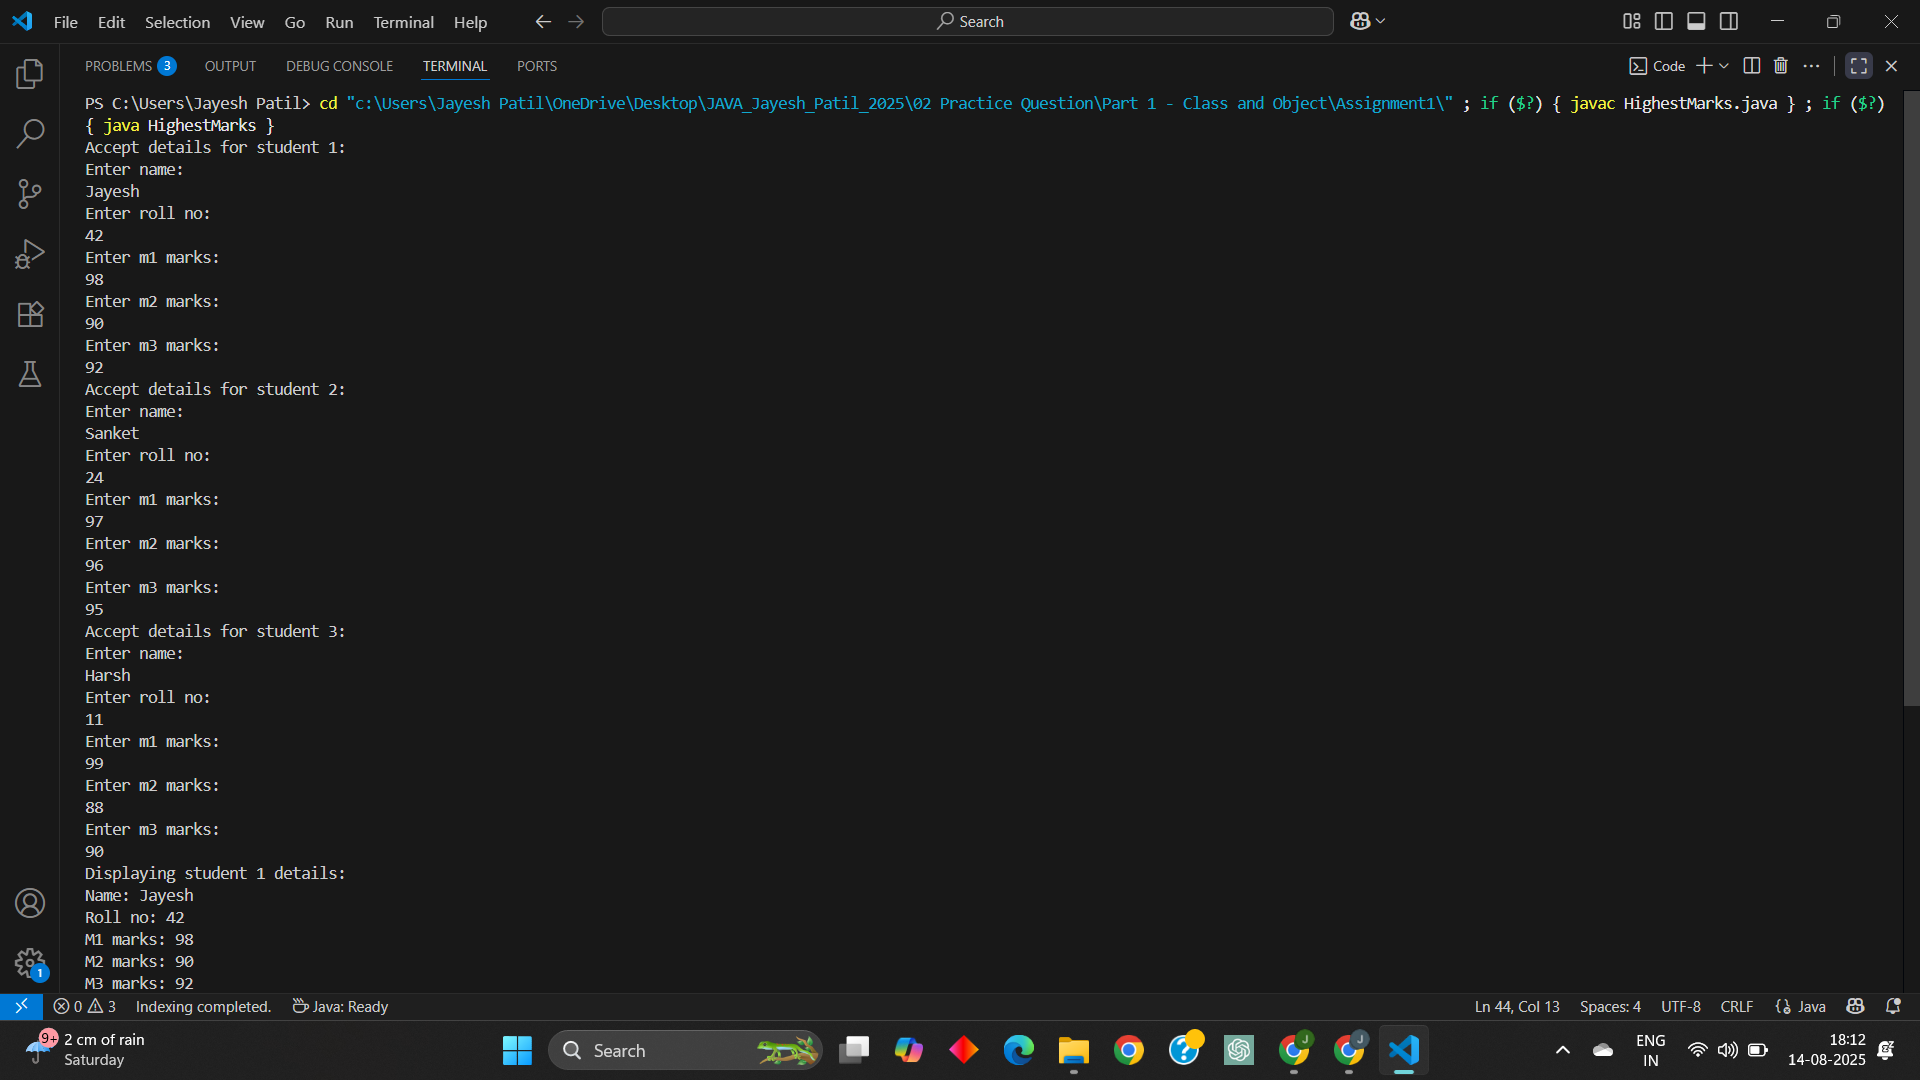 File Edit Selection View Go Run Terminal Help Search
PROBLEMS 3 OUTPUT DEBUG CONSOLE TERMINAL PORTS Code
PS C:\Users\Jayesh Patil> cd "c:\Users\Jayesh Patil\OneDrive\Desktop\JAVA_Jayesh_Patil_2025\02 Practice Question\Part 1 - Class and Object\Assignment1\" ; if ($?) { javac HighestMarks.java } ; if ($?)
{ java HighestMarks }
Accept details for student 1:
Enter name:
Jayesh
Enter roll no:
42
Enter m1 marks:
98
Enter m2 marks:
90
Enter m3 marks:
92
Accept details for student 2:
Enter name:
Sanket
Enter roll no:
24
Enter m1 marks:
97
Enter m2 marks:
96
Enter m3 marks:
95
Accept details for student 3:
Enter name:
Harsh
Enter roll no:
11
Enter m1 marks:
99
Enter m2 marks:
88
Enter m3 marks:
90
Displaying student 1 details:
Name: Jayesh
Roll no: 42
M1 marks: 98
M2 marks: 90
M3 marks: 92
1
0 3 Indexing completed. Java: Ready Ln 44, Col 13 Spaces: 4 UTF-8 CRLF Java
9+ 2 cm of rain
Saturday
Search
J
J
ENG
IN
18:12
14-08-2025